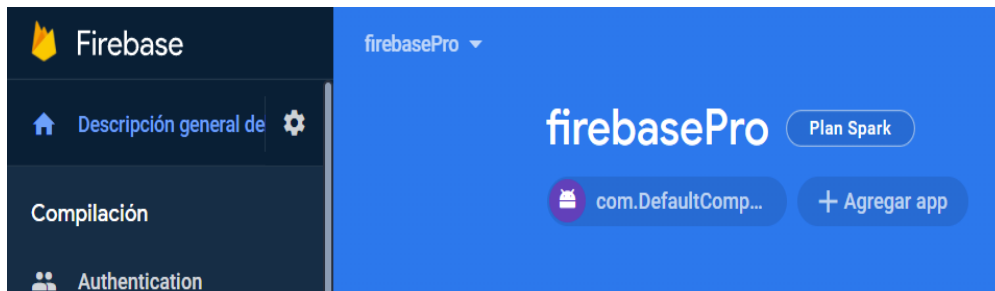 Firebase
firebasePro
Descripción general de
firebasePro
Plan Spark
com.DefaultComp...
+ Agregar app
Compilación
Authentication